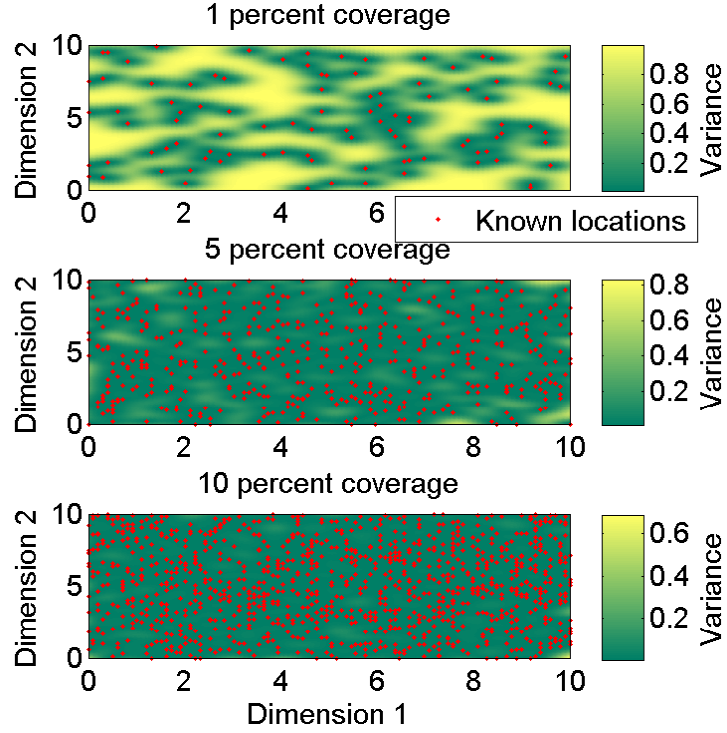 1 percent coverage
10
5
0
Dimension 2
0 2 4 6
0.8
0.6
0.4
0.2
Variance
Known locations
5 percent coverage
10
5
0
Dimension 2
0 2 4 6 8 10
0.8
0.6
0.4
0.2
Variance
10 percent coverage
10
5
0
Dimension 2
0 2 4 6 8 10
Dimension 1
0.6
0.4
0.2
Variance